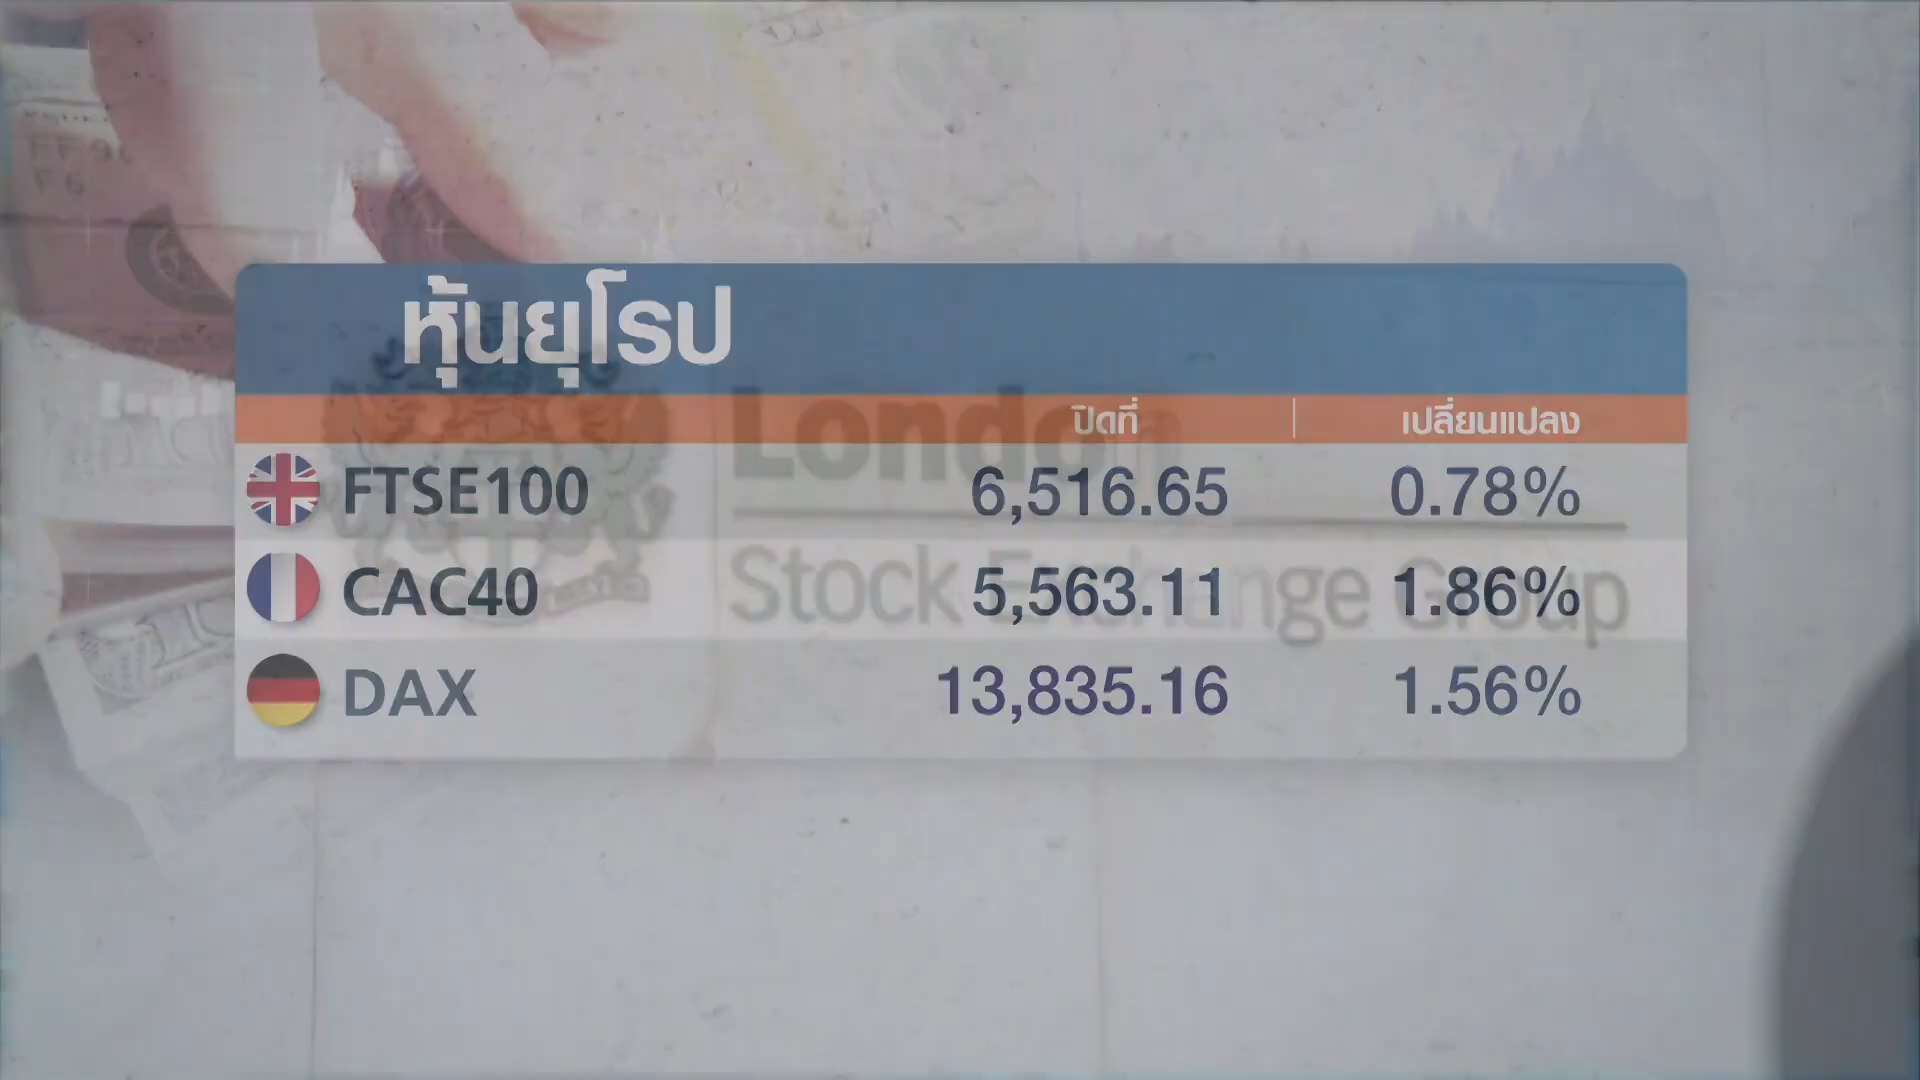 หุ้นยุโรป
ปิดที่ เปลี่ยนแปลง
FTSE100 6,516.65 0.78%
CAC40 5,563.11 1.86%
DAX 13,835.16 1.56%
London
Stock Exchange Group
FF96
F6